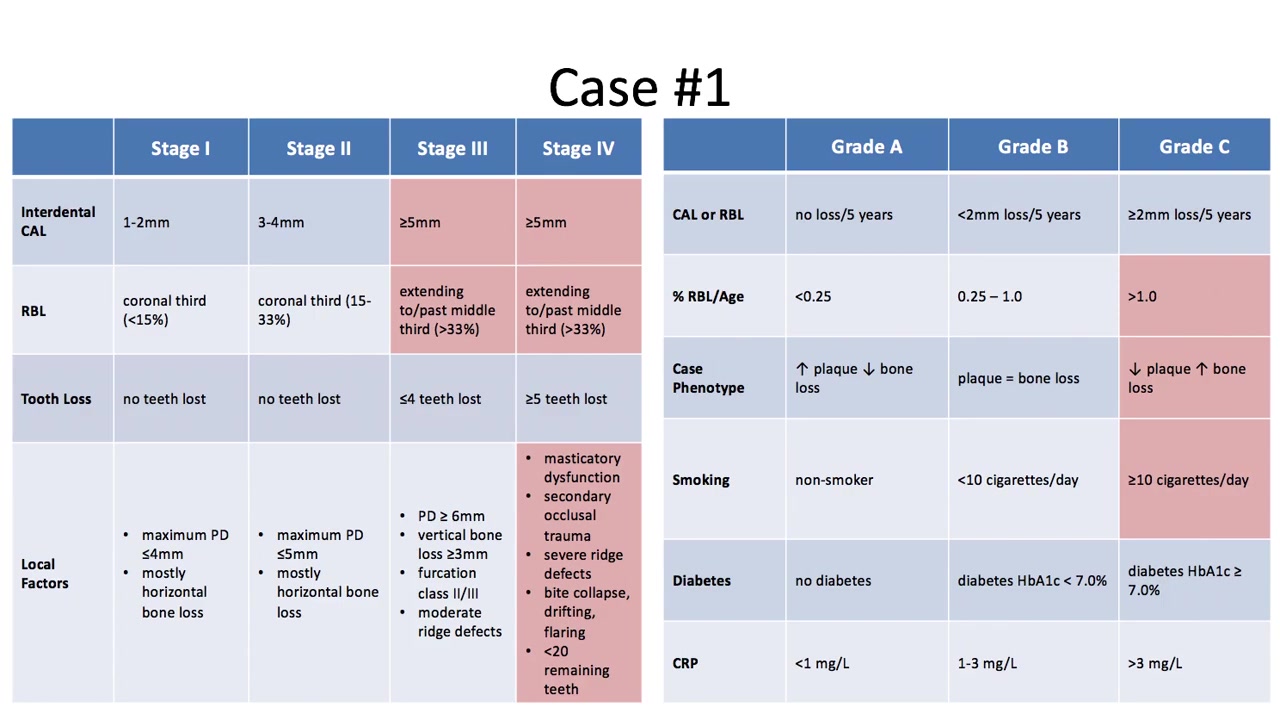 Case #1
Stage I
Stage II
Stage III
Stage IV
Interdental
CAL
1-2mm
3-4mm
≥5mm
≥5mm
RBL
coronal third
(<15%)
coronal third (15-
33%)
extending
to/past middle
third (>33%)
extending
to/past middle
third (>33%)
Tooth Loss
no teeth lost
no teeth lost
≤4 teeth lost
≥5 teeth lost
Local
Factors
• maximum PD
≤4mm
• mostly
horizontal
bone loss
• maximum PD
≤5mm
• mostly
horizontal bone
loss
• PD ≥ 6mm
• vertical bone
loss ≥3mm
• furcation
class II/III
• moderate
ridge defects
• masticatory
dysfunction
• secondary
occlusal
trauma
• severe ridge
defects
• bite collapse,
drifting,
flaring
• <20
remaining
teeth
Grade A
Grade B
Grade C
CAL or RBL
no loss/5 years
<2mm loss/5 years
≥2mm loss/5 years
% RBL/Age
<0.25
0.25 – 1.0
>1.0
Case
Phenotype
↑ plaque ↓ bone
loss
plaque = bone loss
↓ plaque ↑ bone
loss
Smoking
non-smoker
<10 cigarettes/day
≥10 cigarettes/day
Diabetes
no diabetes
diabetes HbA1c < 7.0%
diabetes HbA1c ≥
7.0%
CRP
<1 mg/L
1-3 mg/L
>3 mg/L